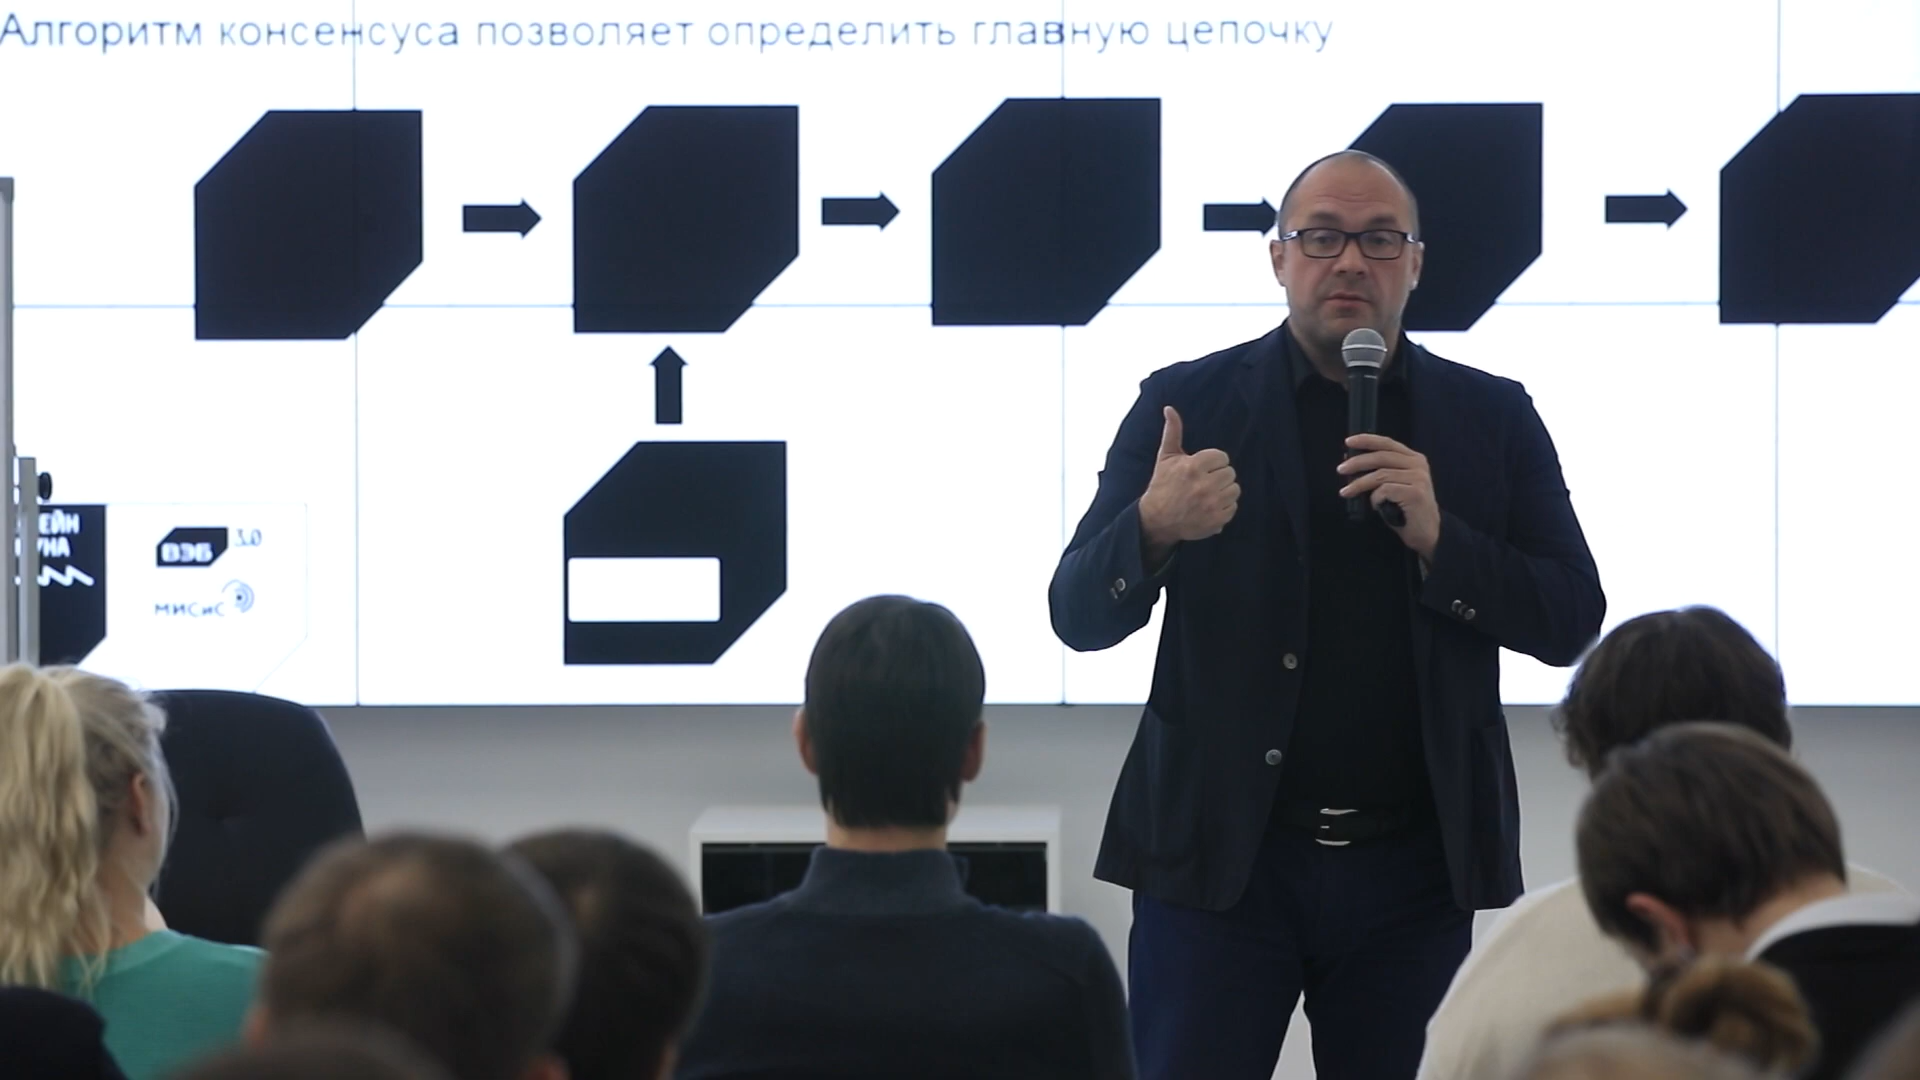 Алгоритм консенсуса позволяет определить главную цепочку
ВЭБ 3.0
МИСИС